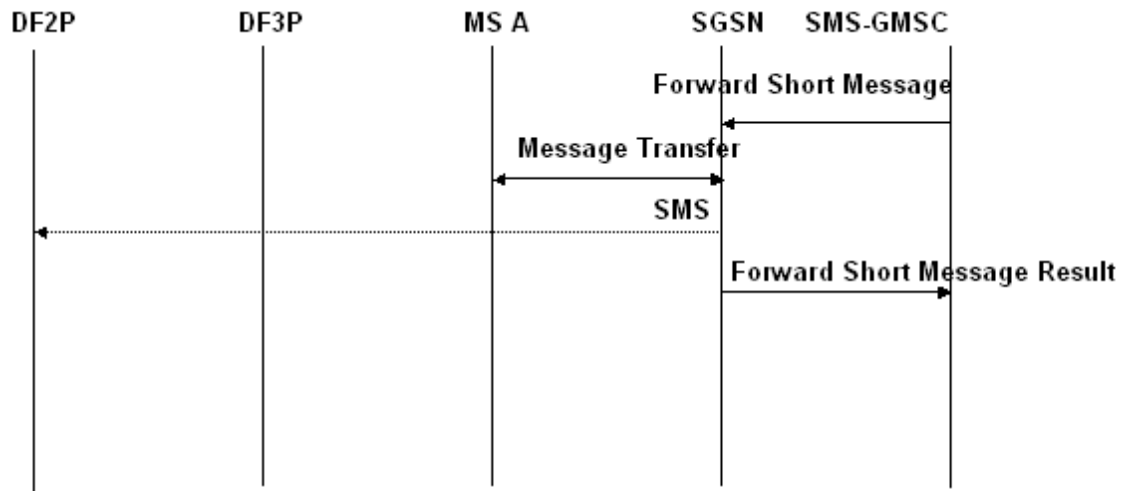 DF2P DF3P MS A SGSN SMS-GMSC
Forward Short Message
Message Transfer
SMS
Forward Short Message Result